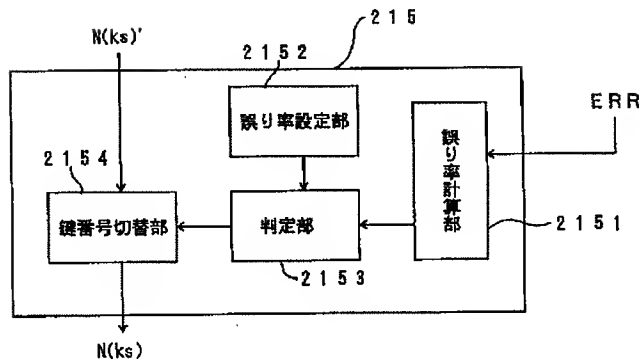 N(ks)'
215
2152
ERR
誤り率設定部
2154
誤り率計算部
鍵番号切替部
判定部
2151
2153
N(ks)